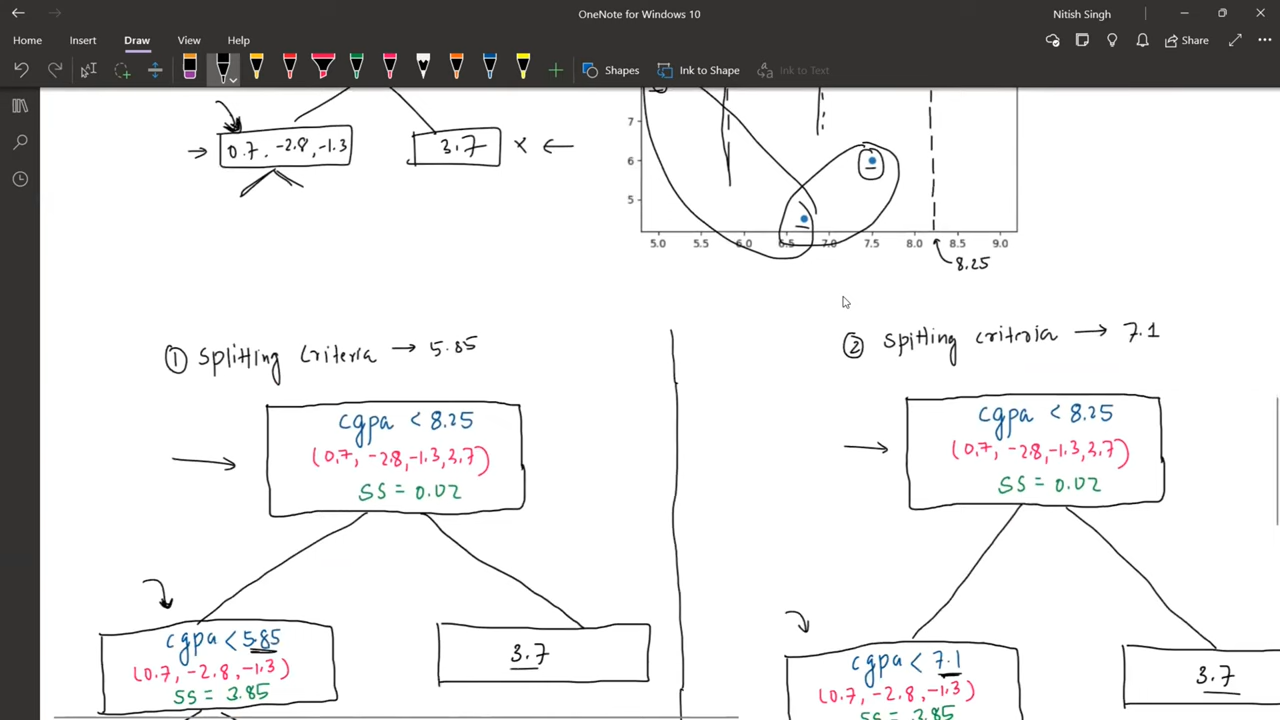 OneNote for Windows 10
Nitish Singh
Home Insert Draw View Help
Share
Shapes
Ink to Shape
Ink to Text
0.7, -2.8, -1.3
3.7 x
7
6
5
5.0 5.5 6.0 6.5 7.0 7.5 8.0 8.5 9.0
8.25
① Splitting Criteria → 5.85
cgpa < 8.25
(0.7, -2.8, -1.3, 3.7)
SS = 0.02
cgpa < 5.85
(0.7, -2.8, -1.3)
SS = 3.85
3.7
② Spitting criteria → 7.1
cgpa < 8.25
(0.7, -2.8, -1.3, 3.7)
SS = 0.02
cgpa < 7.1
(0.7, -2.8, -1.3)
SS = 3.85
3.7